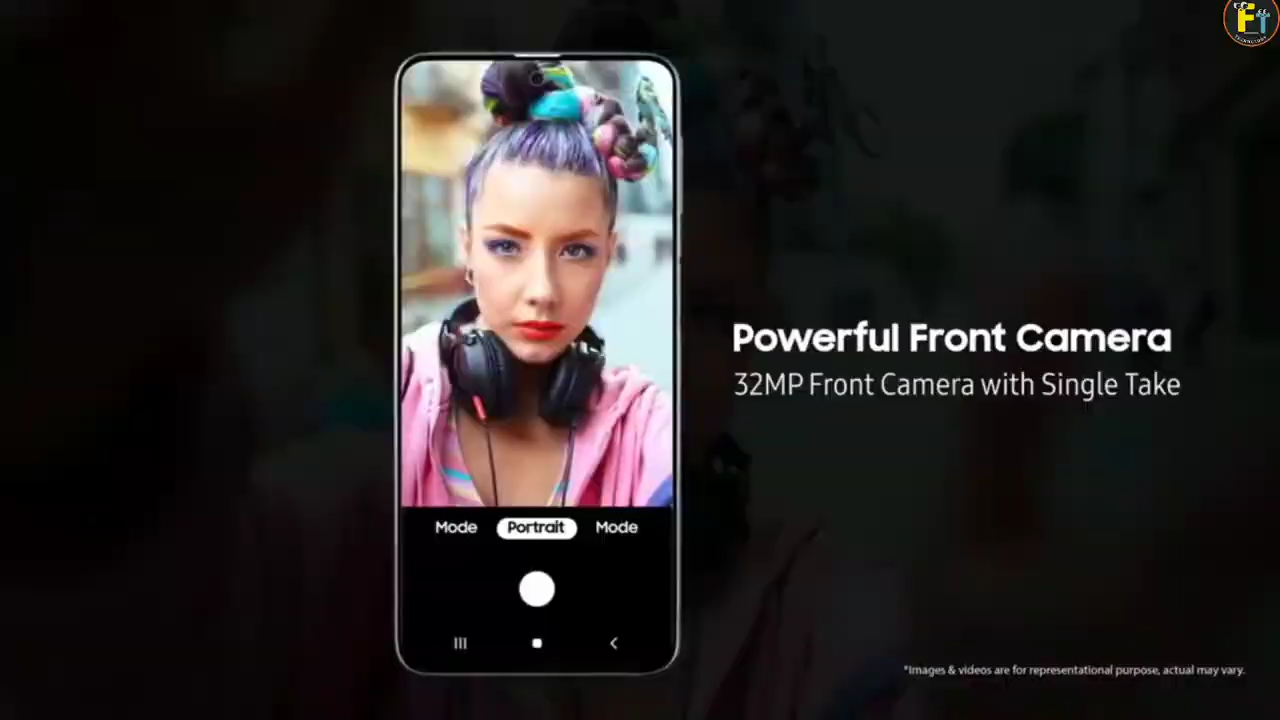 Powerful Front Camera
32MP Front Camera with Single Take
Mode Portrait Mode
*Images & videos are for representational purpose, actual may vary.